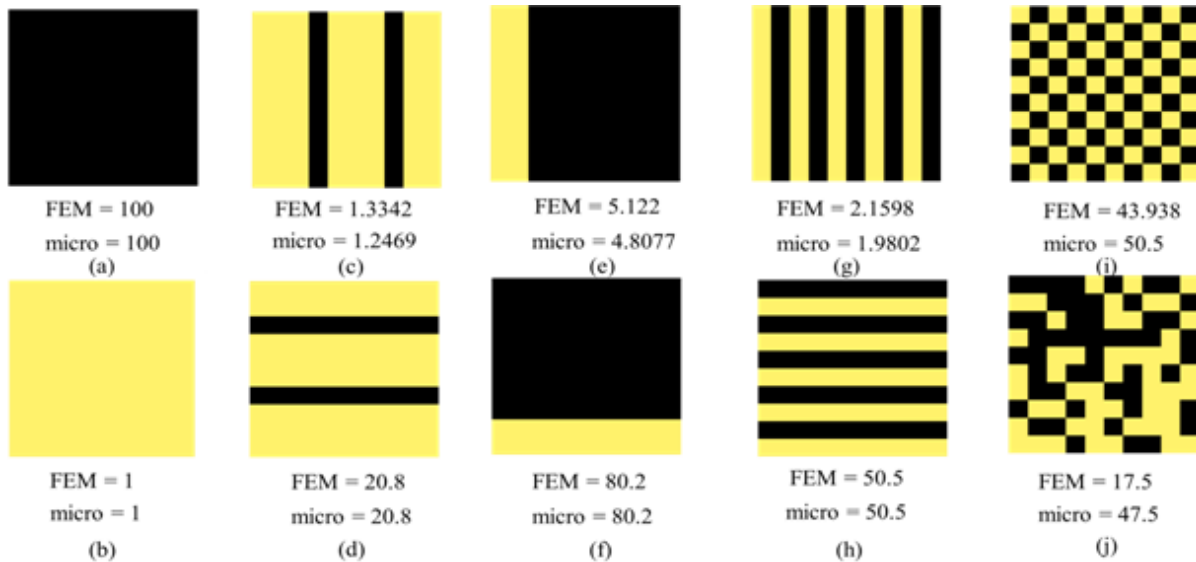 FEM = 100
micro = 100
(a)
FEM = 1.3342
micro = 1.2469
(c)
FEM = 5.122
micro = 4.8077
(e)
FEM = 2.1598
micro = 1.9802
(g)
FEM = 43.938
micro = 50.5
(i)
FEM = 1
micro = 1
(b)
FEM = 20.8
micro = 20.8
(d)
FEM = 80.2
micro = 80.2
(f)
FEM = 50.5
micro = 50.5
(h)
FEM = 17.5
micro = 47.5
(j)